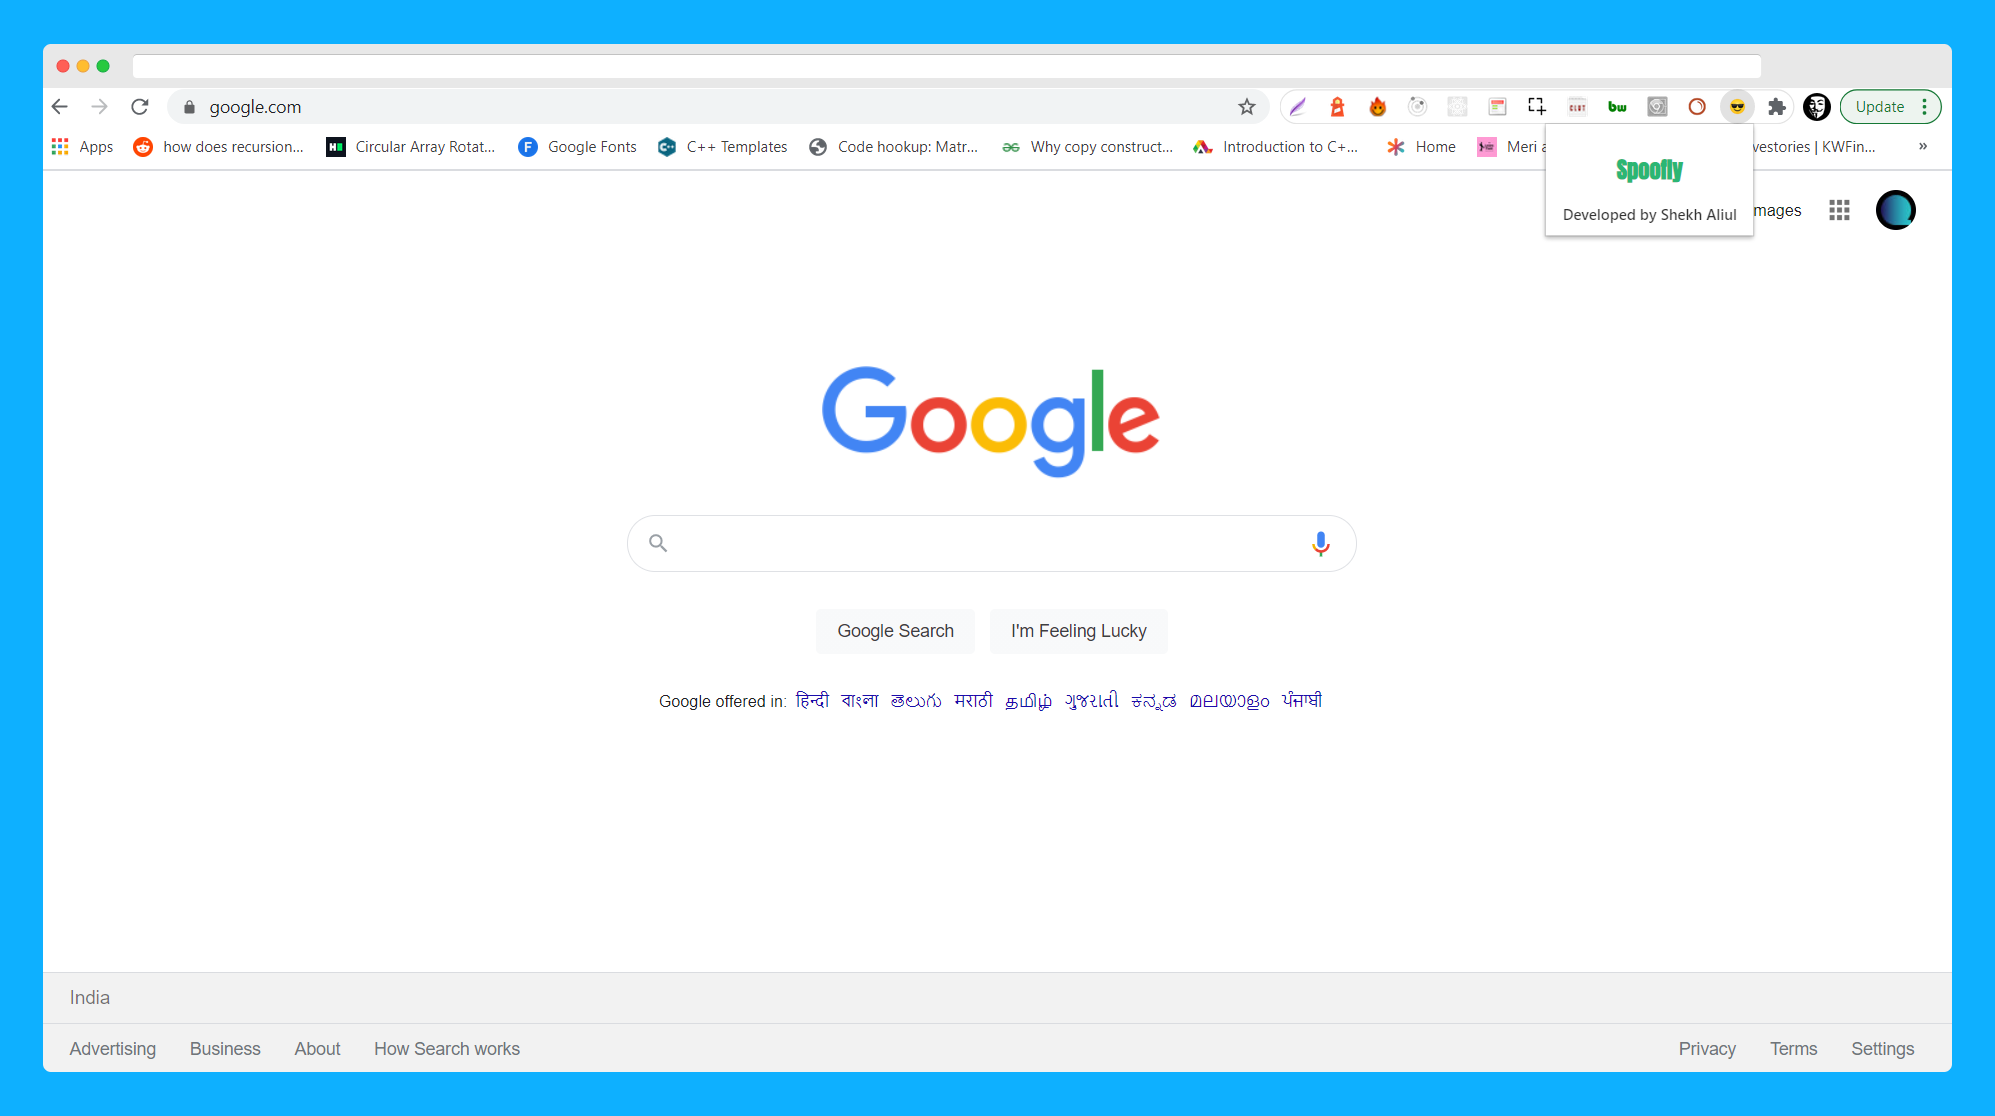 google.com
bw
Update
Apps
how does recursion...
Circular Array Rotat...
Google Fonts
C++ Templates
Code hookup: Matr...
Why copy construct...
Introduction to C+...
Home
Meri a
vestories | KWFin...
»
Spoofly
Developed by Shekh Aliul
mages
Google
Google Search
I'm Feeling Lucky
Google offered in: हिन्दी বাংলা తెలుగు मराठी தமிழ் ગુજરાતી ಕನ್ನಡ മലയാളം ਪੰਜਾਬੀ
India
Advertising
Business
About
How Search works
Privacy
Terms
Settings